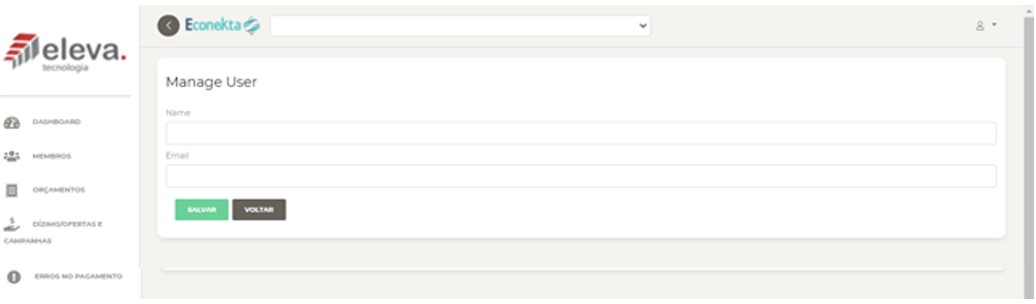 eleva.
tecnologia
Econekta
Manage User
Name
Email
SALVAR VOLTAR
DASHBOARD
MEMBROS
ORÇAMENTOS
DÍZIMO/OFERTAS E
CAMPANHAS
ERROS NO PAGAMENTO